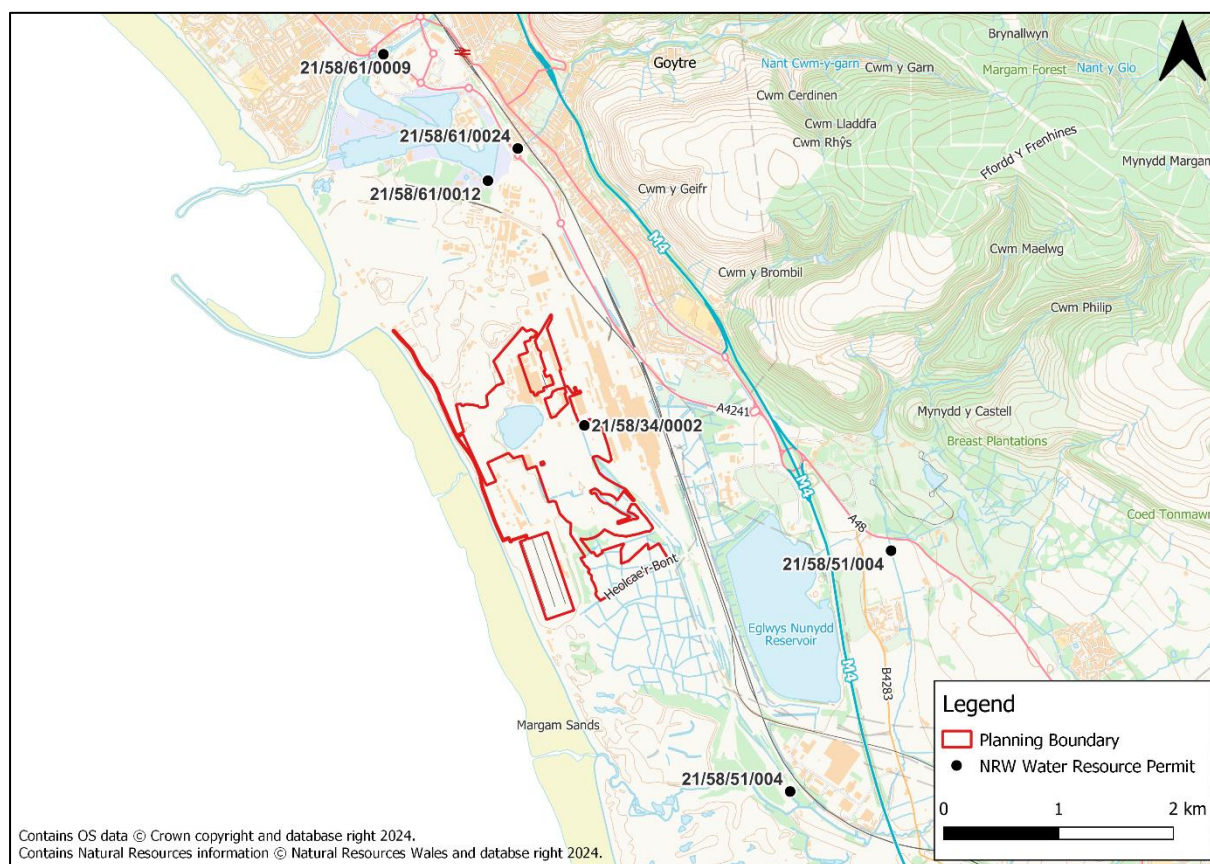 Brynallwyn
21/58/61/0009
Goytre
Nant Cwm-y-garn
Cwm y Garn
Margam Forest
Nant y Glo
Cwm Cerdinen
21/58/61/0024
Cwm Lladdfa
Cwm Rhŷs
Ffordd Y Frenhines
Mynydd Margam
21/58/61/0012
Cwm y Geifr
M4
Cwm Maelwg
Cwm y Brombil
Cwm Philip
A4241
Mynydd y Castell
21/58/34/0002
Breast Plantations
M4
A48
Coed Tonmawr
21/58/51/004
Heolcae'r-Bont
Eglwys Nunydd
Reservoir
M4
B4283
Margam Sands
21/58/51/004
Legend
Planning Boundary
NRW Water Resource Permit
0 1 2 km
Contains OS data © Crown copyright and database right 2024.
Contains Natural Resources information © Natural Resources Wales and databse right 2024.